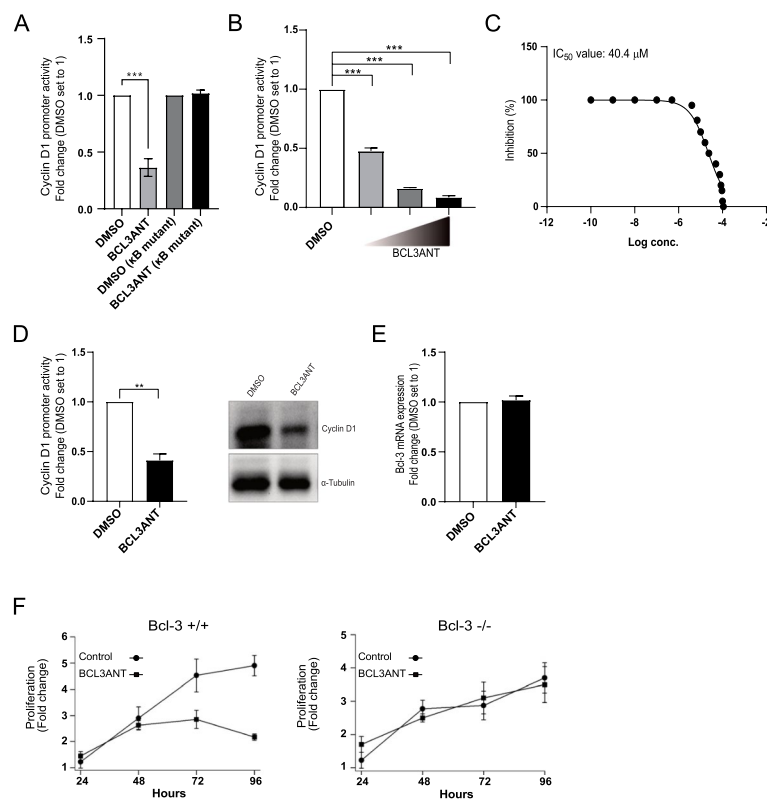 A
Cyclin D1 promoter activity
Fold change (DMSO set to 1)
1.5
1.0
0.5
0.0
***
DMSO
BCL3ANT
DMSO (κB mutant)
BCL3ANT (κB mutant)
B
Cyclin D1 promoter activity
Fold change (DMSO set to 1)
1.5
1.0
0.5
0.0
***
***
***
DMSO
BCL3ANT
C
IC50 value: 40.4 μM
Inhibition (%)
150
100
50
0
-12
-10
-8
-6
-4
-2
Log conc.
D
Cyclin D1 promoter activity
Fold change (DMSO set to 1)
1.5
1.0
0.5
0.0
**
DMSO
BCL3ANT
DMSO
BCL3ANT
Cyclin D1
α-Tubulin
E
Bcl-3 mRNA expression
Fold change (DMSO set to 1)
1.5
1.0
0.5
0.0
DMSO
BCL3ANT
F
Bcl-3 +/+
Proliferation
(Fold change)
6
5
4
3
2
1
Control
BCL3ANT
24
48
72
96
Hours
Bcl-3 -/-
Proliferation
(Fold change)
5
4
3
2
1
Control
BCL3ANT
24
48
72
96
Hours